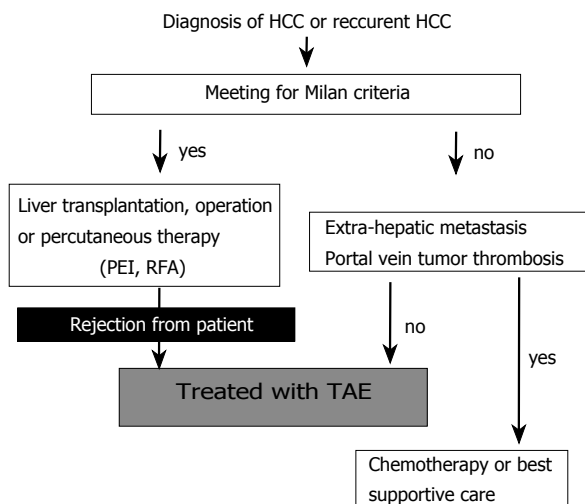 Diagnosis of HCC or reccurent HCC
Meeting for Milan criteria
yes
no
Liver transplantation, operation
or percutaneous therapy
(PEI, RFA)
Extra-hepatic metastasis
Portal vein tumor thrombosis
Rejection from patient
no
yes
Treated with TAE
Chemotherapy or best
supportive care